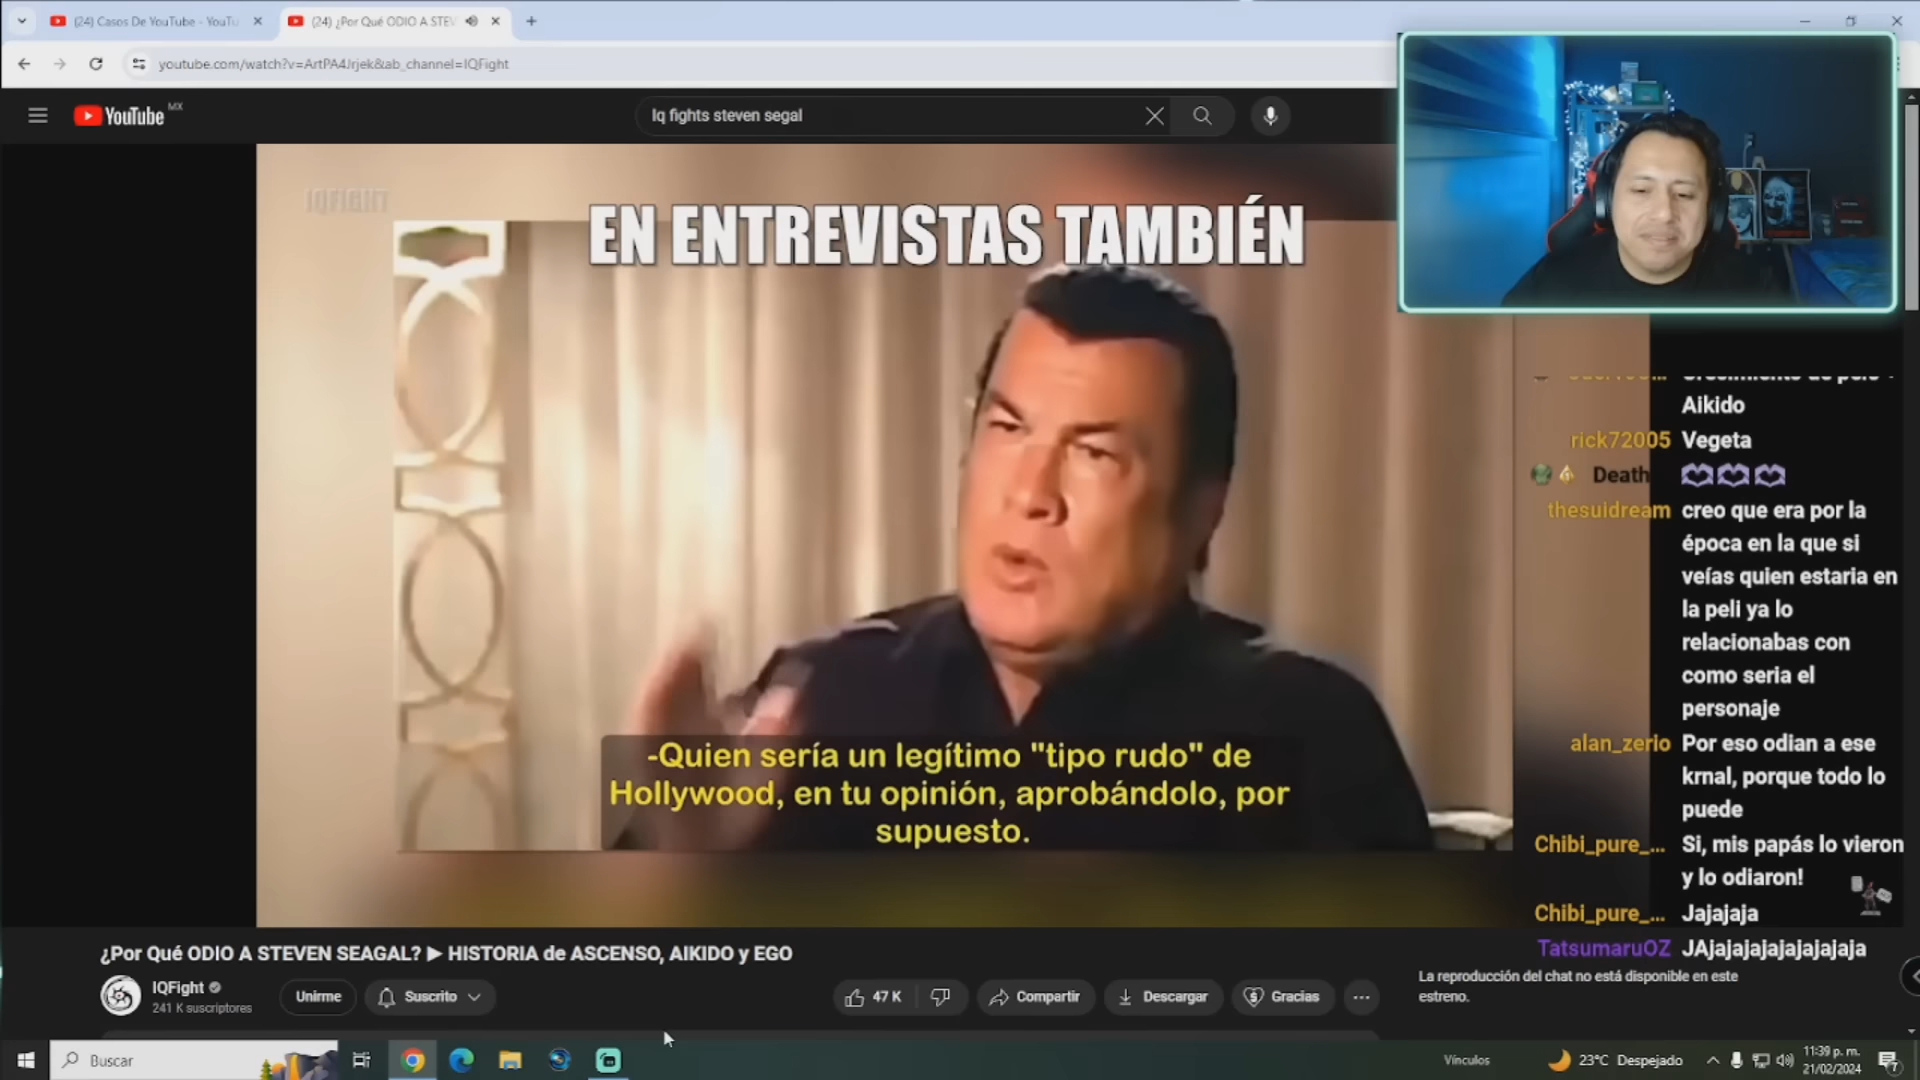 (24) Casos De YouTube - YouTu
(24) ¿Por Qué ODIO A STEV
youtube.com/watch?v=ArtPA4Jrjek&ab_channel=IQFight
YouTube MX
Iq fights steven segal
IQFIGHT
EN ENTREVISTAS TAMBIÉN
-Quien sería un legítimo "tipo rudo" de
Hollywood, en tu opinión, aprobándolo, por
supuesto.
Aikido
rick72005 Vegeta
Death
thesuidream creo que era por la
época en la que si
veías quien estaria en
la peli ya lo
relacionabas con
como seria el
personaje
alan_zerio Por eso odian a ese
krnal, porque todo lo
puede
Chibi_pure_... Si, mis papás lo vieron
y lo odiaron!
Chibi_pure_... Jajajaja
TatsumaruOZ JAjajajajajajajaja
¿Por Qué ODIO A STEVEN SEAGAL? ▶ HISTORIA de ASCENSO, AIKIDO y EGO
IQFight
241 K suscriptores
Unirme
Suscrito
47 K
Compartir
Descargar
Gracias
La reproducción del chat no está disponible en este
estreno.
Buscar
Vínculos
23°C Despejado
11:39 p. m.
21/02/2024